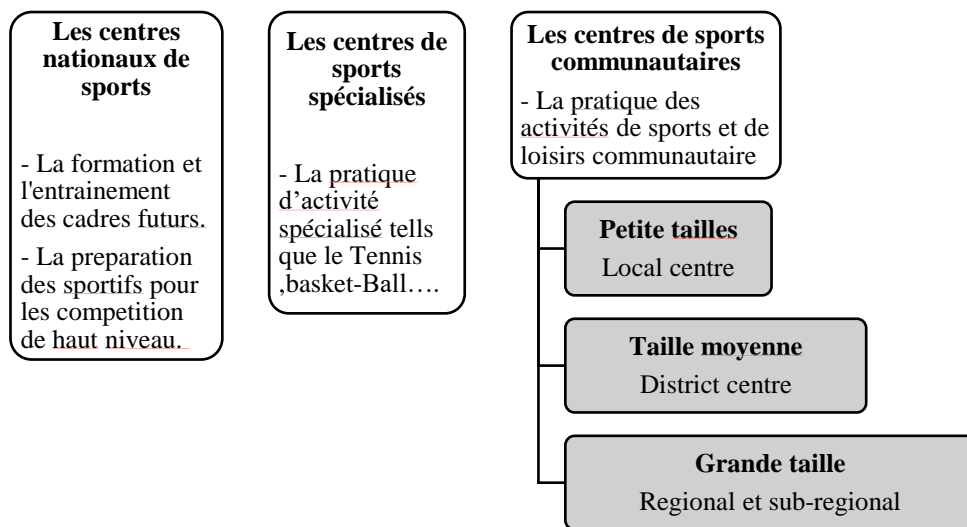 Les centres
nationaux de
sports
- La formation et
l'entrainement
des cadres futurs.
- La preparation
des sportifs pour
les competition
de haut niveau.
Les centres de
sports
spécialisés
- La pratique
d’activité
spécialisé tells
que le Tennis
,basket-Ball….
Les centres de sports
communautaires
- La pratique des
activités de sports et de
loisirs communautaire
Petite tailles
Local centre
Taille moyenne
District centre
Grande taille
Regional et sub-regional